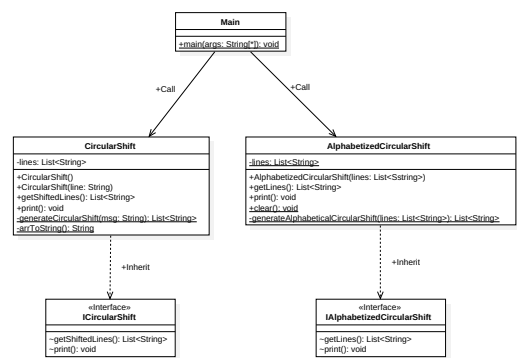 Main
+main(args: String[*]): void
+Call
+Call
CircularShift
-lines: List<String>
+CircularShift()
+CircularShift(line: String)
+getShiftedLines(): List<String>
+print(): void
-generateCircularShift(msg: String): List<String>
-arrToString(): String
AlphabetizedCircularShift
-lines: List<String>
+AlphabetizedCircularShift(lines: List<Sstring>)
+getLines(): List<String>
+print(): void
+clear(): void
-generateAlphabeticalCircularShift(lines: List<String>): List<String>
+Inherit
+Inherit
«Interface»
ICircularShift
~getShiftedLines(): List<String>
~print(): void
«Interface»
IAlphabetizedCircularShift
~getLines(): List<String>
~print(): void